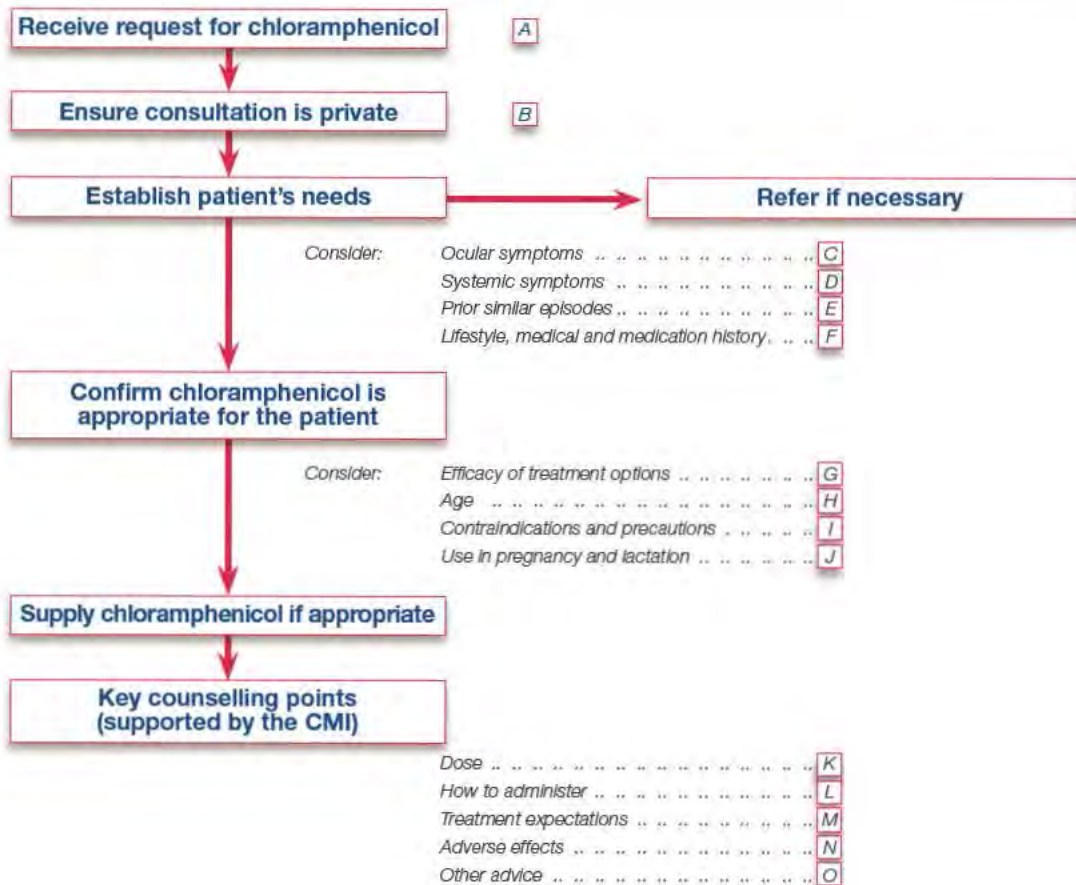 Receive request for chloramphenicol A
Ensure consultation is private B
Establish patient's needs Refer if necessary
Consider: Ocular symptoms .. .. .. .. .. .. .. .. .. .. .. C
Systemic symptoms .. .. .. .. .. .. .. .. .. .. D
Prior similar episodes .. .. .. .. .. .. .. .. .. .. E
Lifestyle, medical and medication history. .. .. F
Confirm chloramphenicol is
appropriate for the patient
Consider: Efficacy of treatment options .. .. .. .. .. .. .. G
Age .. .. .. .. .. .. .. .. .. .. .. .. .. .. .. .. H
Contraindications and precautions . .. .. .. .. I
Use in pregnancy and lactation .. .. .. .. .. .. J
Supply chloramphenicol if appropriate
Key counselling points
(supported by the CMI)
Dose .. .. .. .. .. .. .. .. .. .. .. .. .. .. .. .. K
How to administer .. .. .. .. .. .. .. .. .. .. .. L
Treatment expectations .. .. .. .. .. .. .. .. .. M
Adverse effects .. .. .. .. .. .. .. .. .. .. .. .. N
Other advice .. .. .. .. .. .. .. .. .. .. .. .. .. O